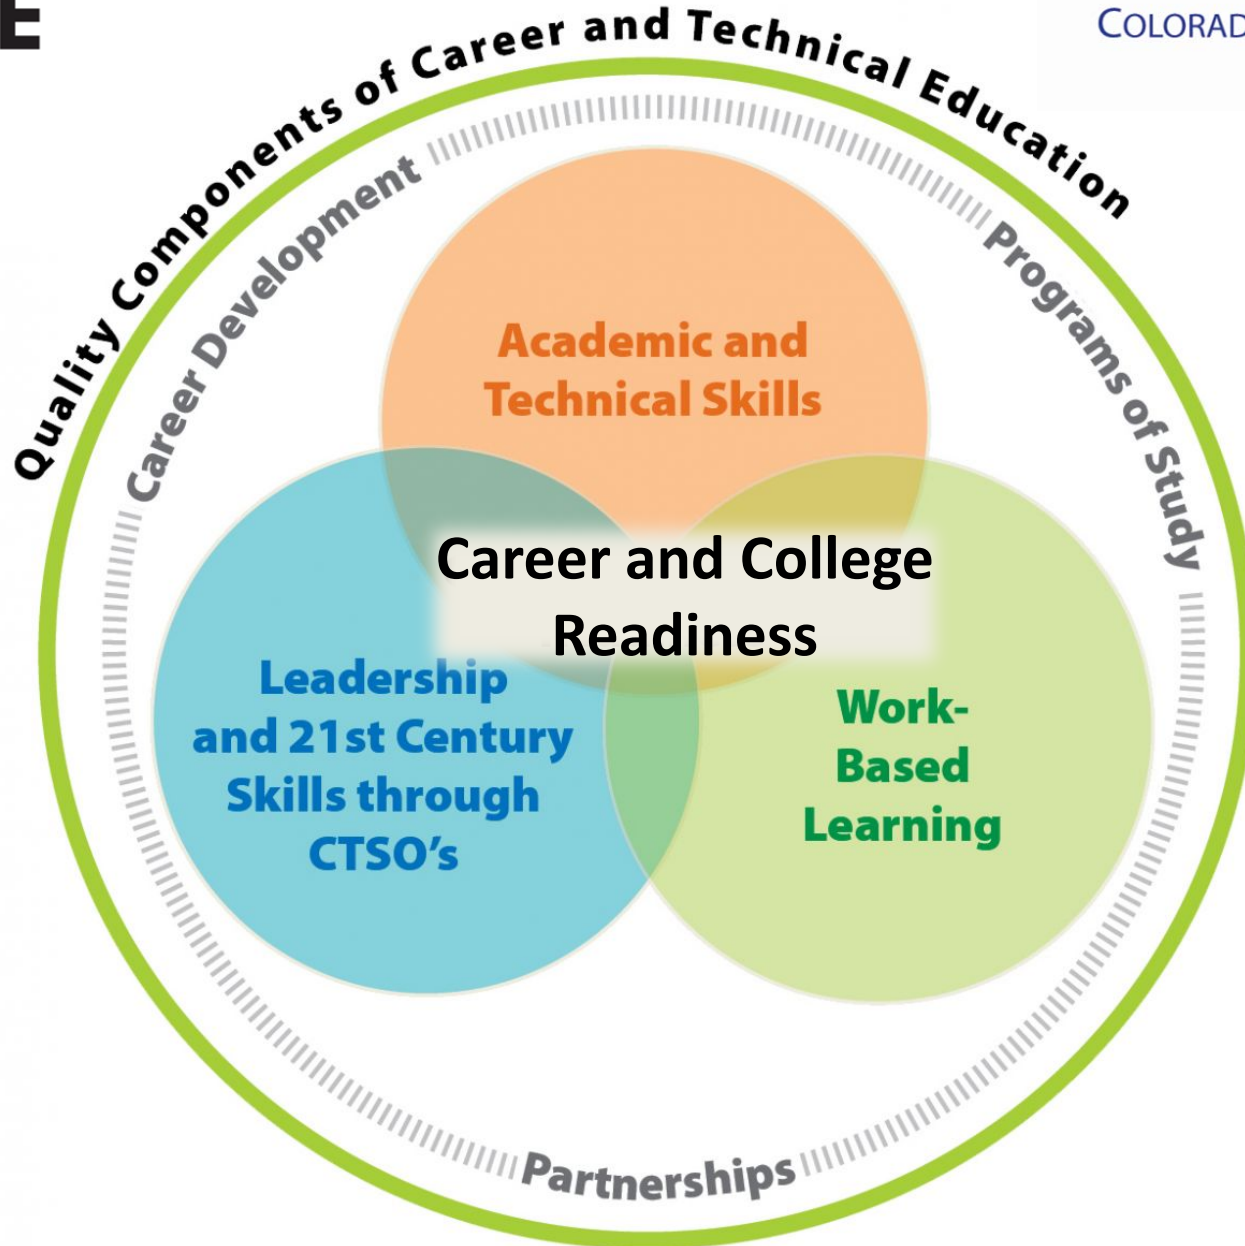 E
COLORAD
Quality Components of Career and Technical Education
Career Development
Programs of Study
Academic and
Technical Skills
Career and College
Readiness
Leadership
and 21st Century
Skills through
CTSO’s
Work-
Based
Learning
Partnerships